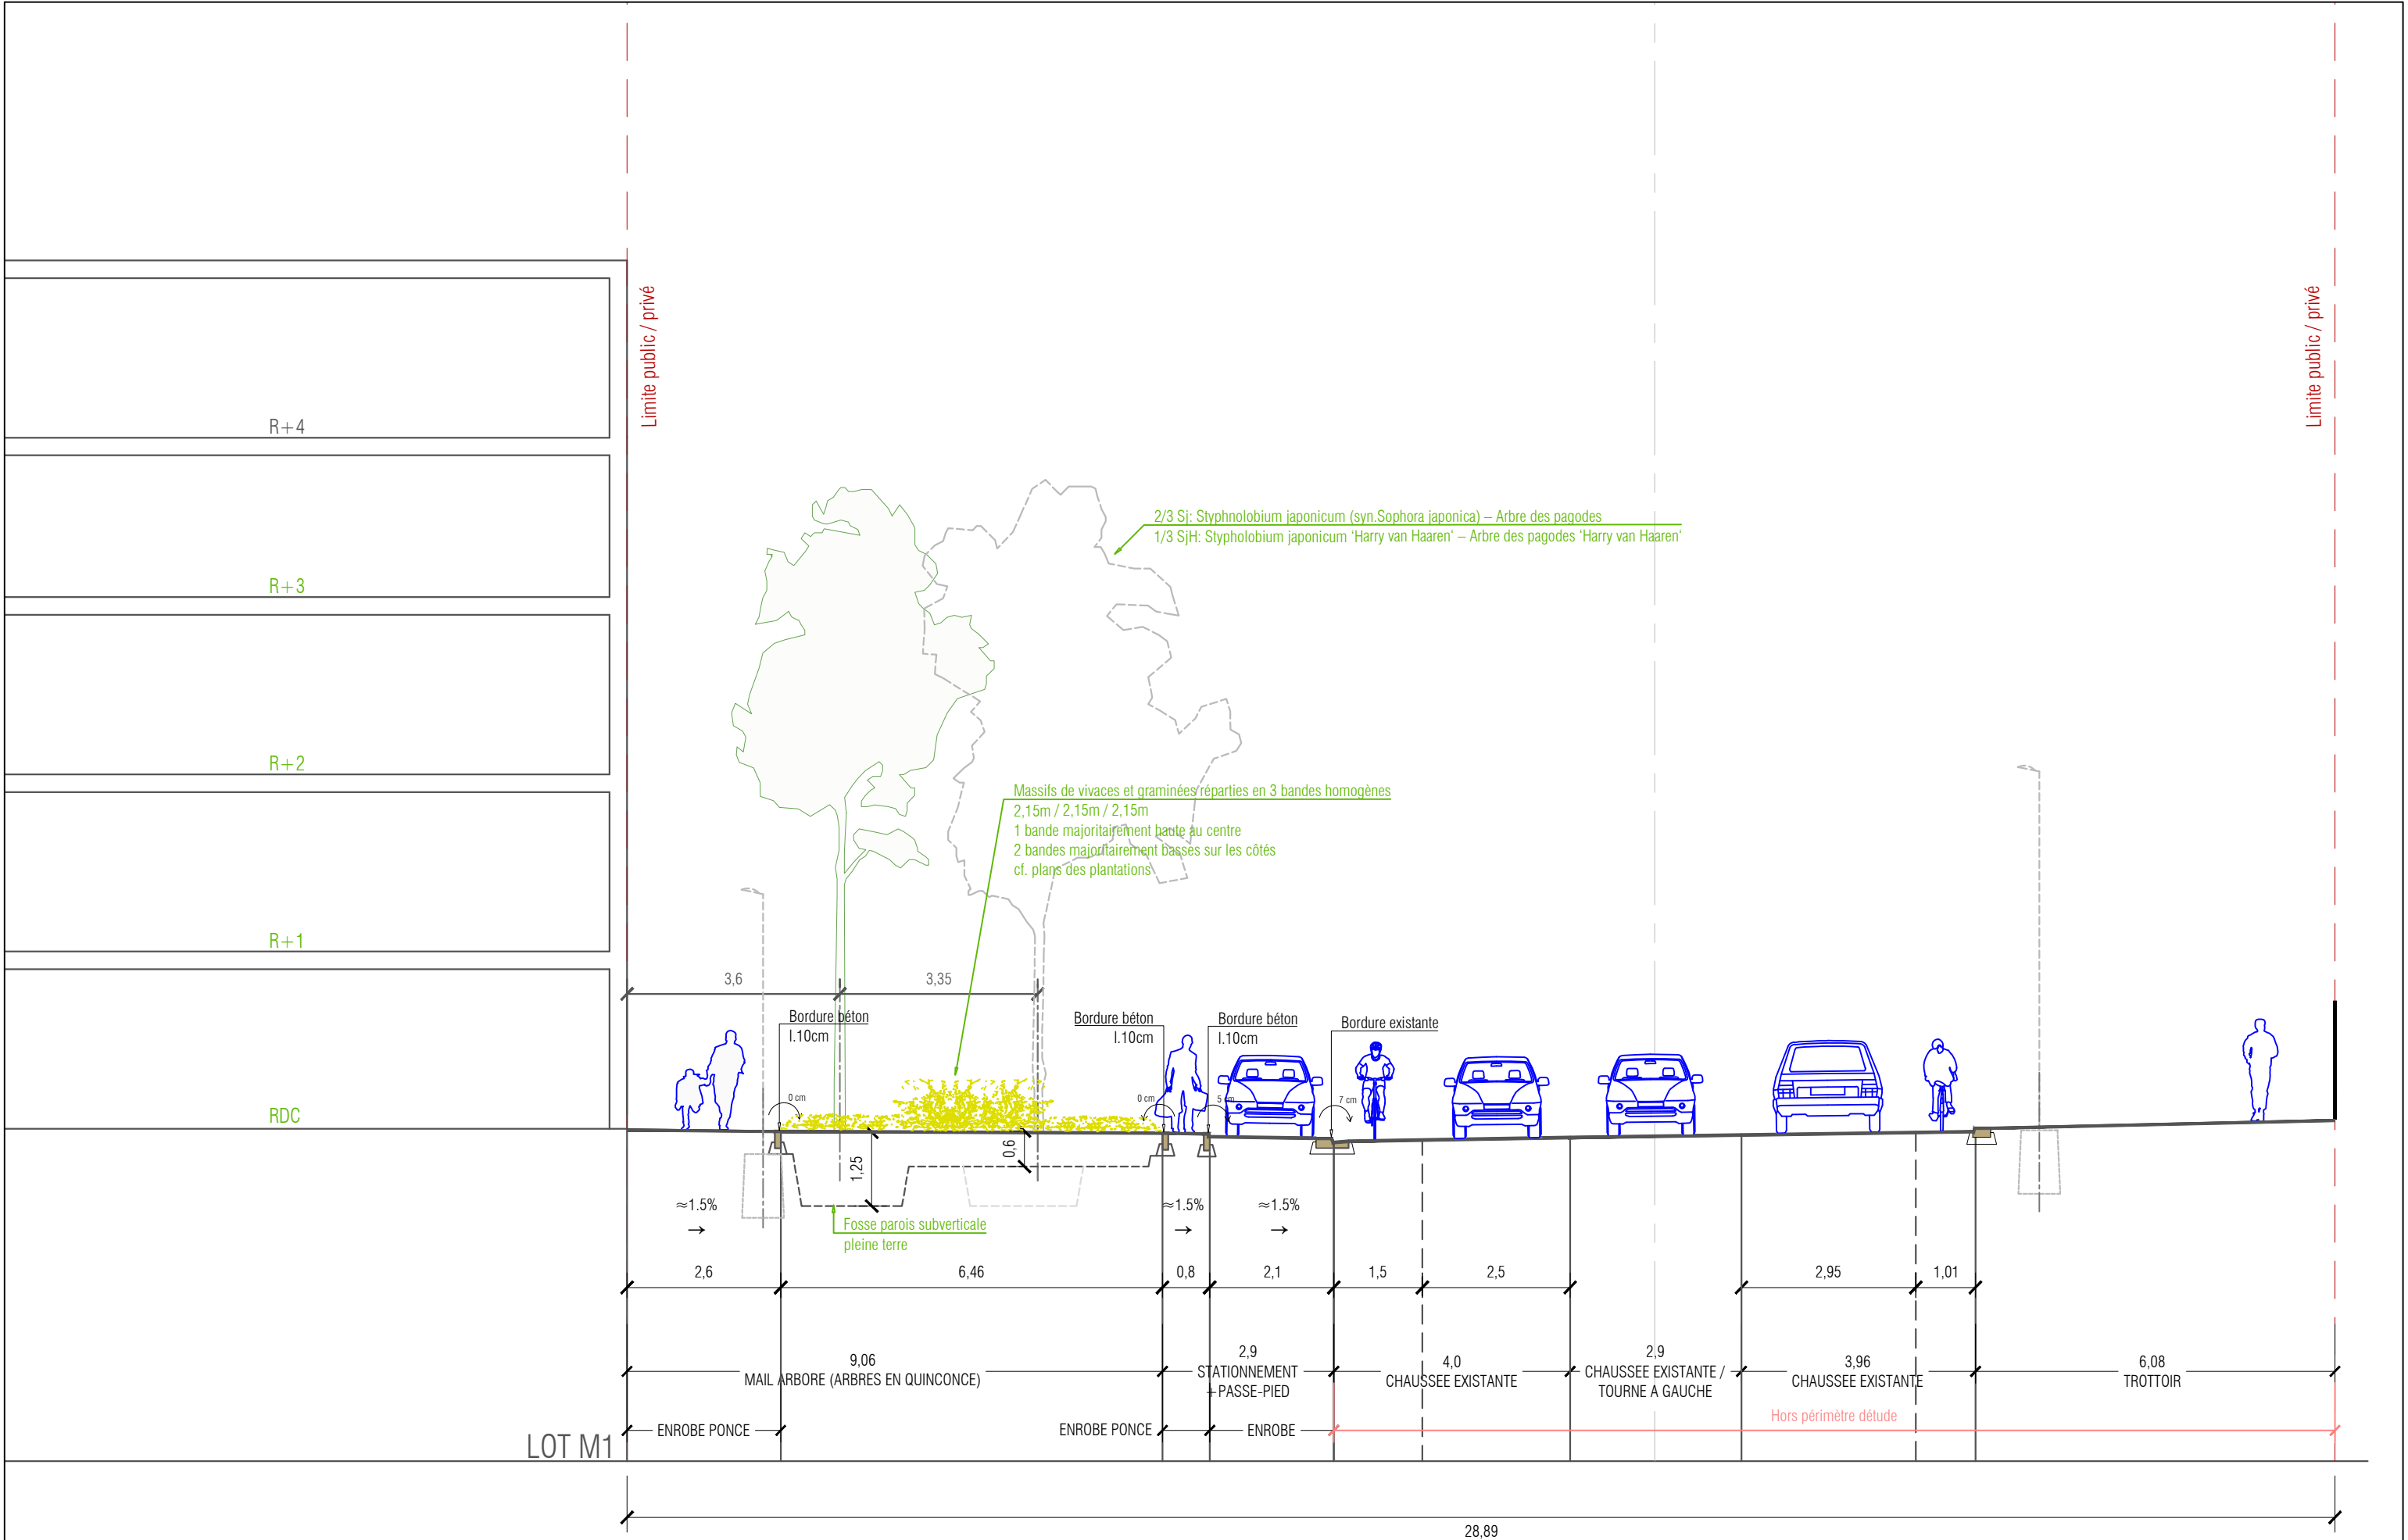 Limite public / privé
Limite public / privé
R+4
2/3 Sj: Styphnolobium japonicum (syn.Sophora japonica) – Arbre des pagodes
1/3 SjH: Stypholobium japonicum 'Harry van Haaren' – Arbre des pagodes 'Harry van Haaren'
R+3
R+2
Massifs de vivaces et graminées réparties en 3 bandes homogènes
2,15m / 2,15m / 2,15m
1 bande majoritairement haute au centre
2 bandes majoritairement basses sur les côtés
cf. plans des plantations
R+1
3,6
3,35
Bordure béton
l.10cm
Bordure béton
l.10cm
Bordure béton
l.10cm
Bordure existante
RDC
0 cm
0 cm
5 cm
7 cm
1,25
0,6
≈1.5%
→
≈1.5%
→
≈1.5%
→
Fosse parois subverticale
pleine terre
2,6
6,46
0,8
2,1
1,5
2,5
2,95
1,01
9,06
MAIL ARBORE (ARBRES EN QUINCONCE)
2,9
STATIONNEMENT
+PASSE-PIED
4,0
CHAUSSEE EXISTANTE
2,9
CHAUSSEE EXISTANTE /
TOURNE A GAUCHE
3,96
CHAUSSEE EXISTANTE
6,08
TROTTOIR
Hors périmètre détude
ENROBE PONCE
ENROBE PONCE
ENROBE
LOT M1
28,89